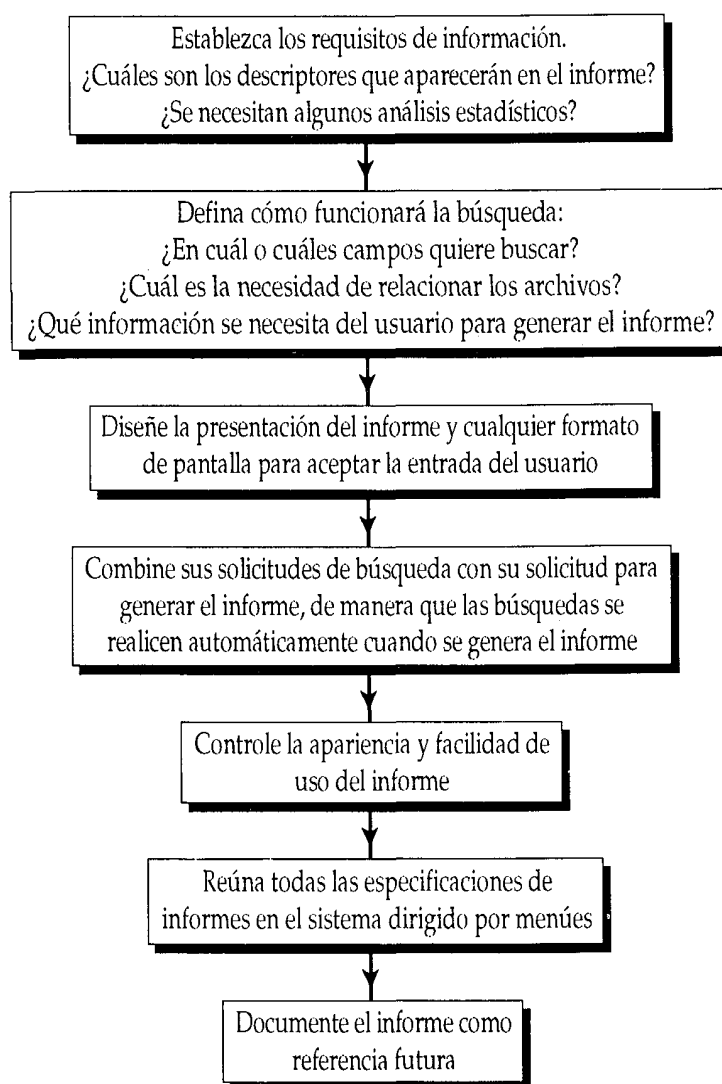 Establezca los requisitos de información.
¿Cuáles son los descriptores que aparecerán en el informe?
¿Se necesitan algunos análisis estadísticos?
Defina cómo funcionará la búsqueda:
¿En cuál o cuáles campos quiere buscar?
¿Cuál es la necesidad de relacionar los archivos?
¿Qué información se necesita del usuario para generar el informe?
Diseñe la presentación del informe y cualquier formato
de pantalla para aceptar la entrada del usuario
Combine sus solicitudes de búsqueda con su solicitud para
generar el informe, de manera que las búsquedas se
realicen automáticamente cuando se genera el informe
Controle la apariencia y facilidad de
uso del informe
Reúna todas las especificaciones de
informes en el sistema dirigido por menúes
Documente el informe como
referencia futura